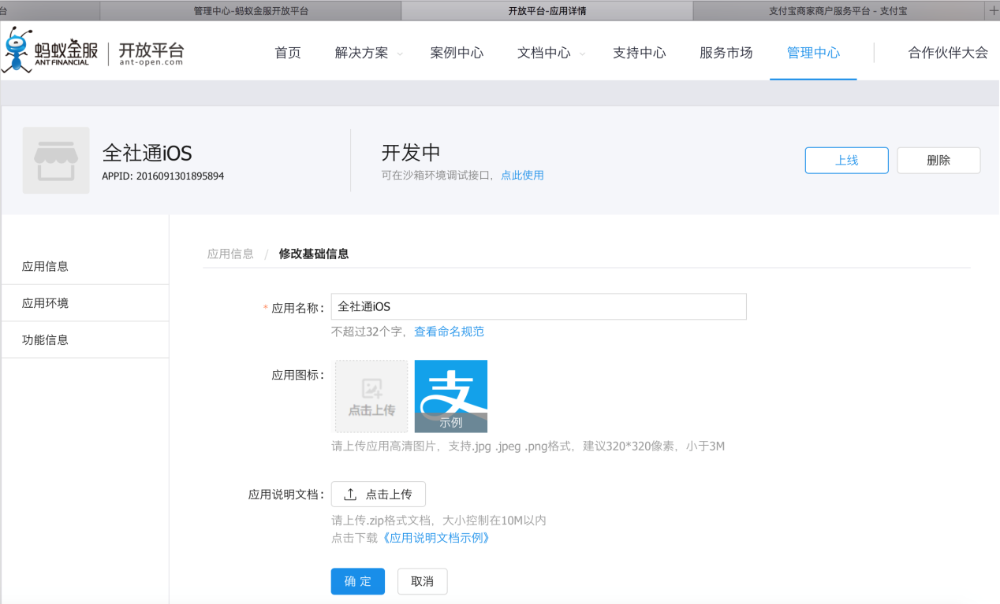 台
管理中心-蚂蚁金服开放平台
开放平台-应用详情
支付宝商家商户服务平台 - 支付宝
蚂蚁金服
ANT FINANCIAL
开放平台
ant-open.com
首页
解决方案
案例中心
文档中心
支持中心
服务市场
管理中心
合作伙伴大会
全社通iOS
APPID: 2016091301895894
开发中
可在沙箱环境调试接口，点此使用
上线
删除
应用信息
应用环境
功能信息
应用信息 / 修改基础信息
* 应用名称：
全社通iOS
不超过32个字，查看命名规范
应用图标：
点击上传
支
示例
请上传应用高清图片，支持.jpg .jpeg .png格式，建议320*320像素，小于3M
应用说明文档：
点击上传
请上传.zip格式文档，大小控制在10M以内
点击下载《应用说明文档示例》
确 定
取消